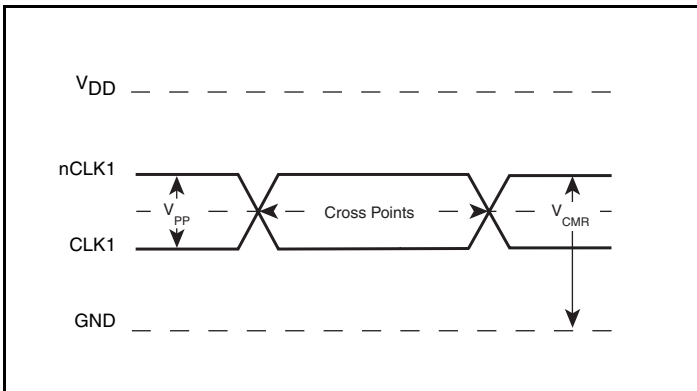 VDD
nCLK1
VPP
Cross Points
VCMR
CLK1
GND